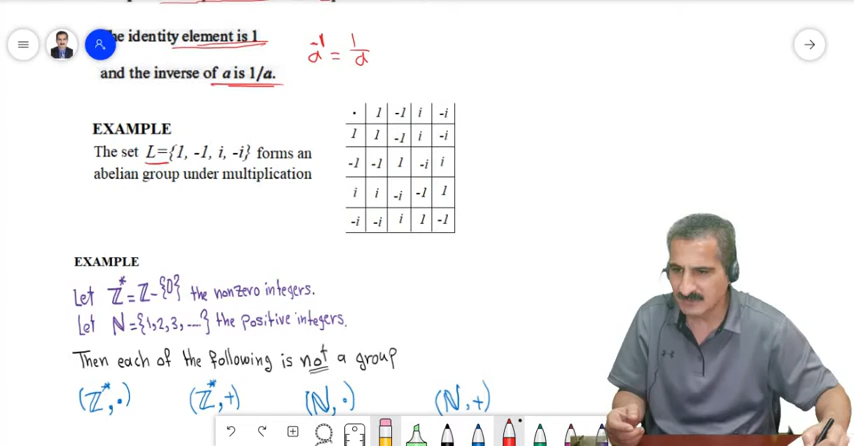 he identity element is 1
a⁻¹ = 1/a
and the inverse of a is 1/a.
EXAMPLE
The set L={1, -1, i, -i} forms an
abelian group under multiplication
· 1 -1 i -i
1 1 -1 i -i
-1 -1 1 -i i
i i -i -1 1
-i -i i 1 -1
EXAMPLE
Let ℤ* = ℤ-{0} the nonzero integers.
Let N={1,2,3,....} the positive integers.
Then each of the following is not a group
(ℤ*, ·) (ℤ*, +) (N, ·) (N, +)